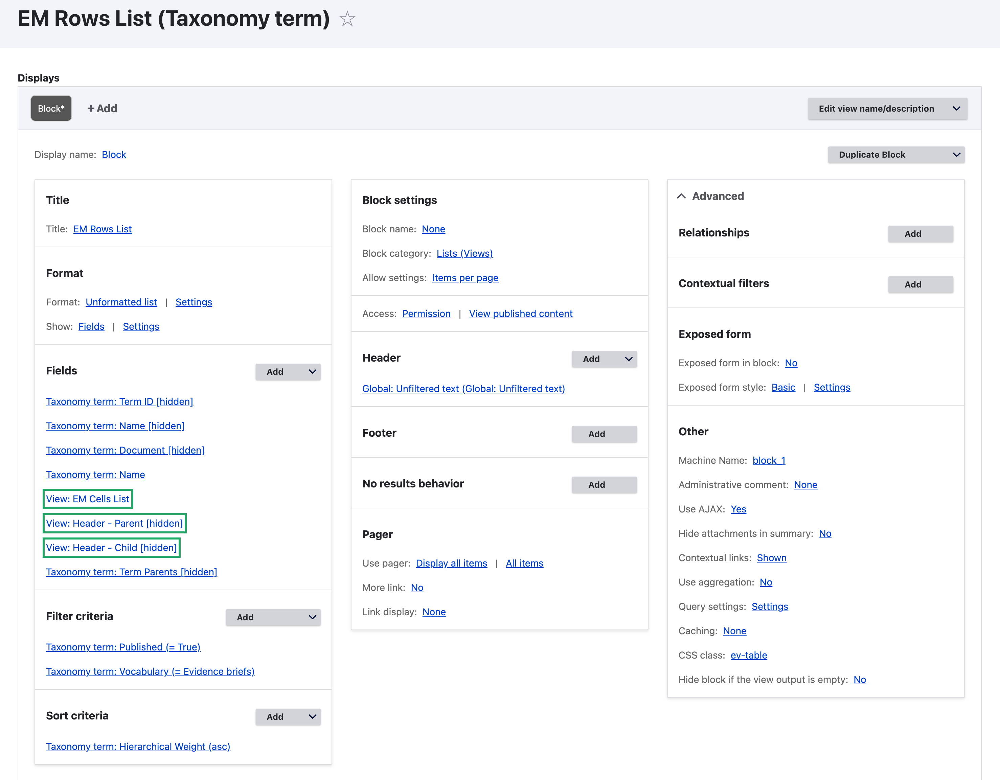 EM Rows List (Taxonomy term)
Displays
Block*
+ Add
Edit view name/description
Display name: Block
Duplicate Block
Title
Title: EM Rows List
Format
Format: Unformatted list | Settings
Show: Fields | Settings
Fields
Add
Taxonomy term: Term ID [hidden]
Taxonomy term: Name [hidden]
Taxonomy term: Document [hidden]
Taxonomy term: Name
View: EM Cells List
View: Header - Parent [hidden]
View: Header - Child [hidden]
Taxonomy term: Term Parents [hidden]
Filter criteria
Add
Taxonomy term: Published (= True)
Taxonomy term: Vocabulary (= Evidence briefs)
Sort criteria
Add
Taxonomy term: Hierarchical Weight (asc)
Block settings
Block name: None
Block category: Lists (Views)
Allow settings: Items per page
Access: Permission | View published content
Header
Add
Global: Unfiltered text (Global: Unfiltered text)
Footer
Add
No results behavior
Add
Pager
Use pager: Display all items | All items
More link: No
Link display: None
Advanced
Relationships
Add
Contextual filters
Add
Exposed form
Exposed form in block: No
Exposed form style: Basic | Settings
Other
Machine Name: block_1
Administrative comment: None
Use AJAX: Yes
Hide attachments in summary: No
Contextual links: Shown
Use aggregation: No
Query settings: Settings
Caching: None
CSS class: ev-table
Hide block if the view output is empty: No